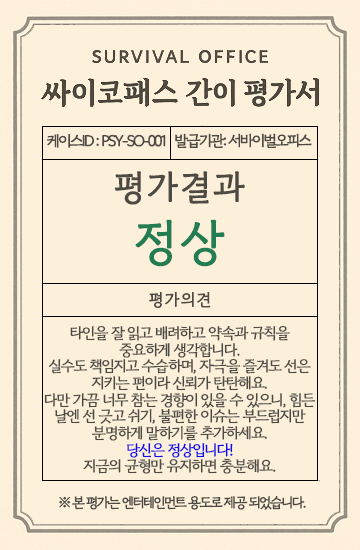 SURVIVAL OFFICE
싸이코패스 간이 평가서
케이스ID : PSY-SO-001 발급기관: 서바이벌오피스
평가결과
정상
평가의견
타인을 잘 읽고 배려하고 약속과 규칙을
중요하게 생각합니다.
실수도 책임지고 수습하며, 자극을 즐겨도 선은
지키는 편이라 신뢰가 탄탄해요.
다만 가끔 너무 참는 경향이 있을 수 있으니, 힘든
날엔 선 긋고 쉬기, 불편한 이슈는 부드럽지만
분명하게 말하기를 추가하세요.
당신은 정상입니다!
지금의 균형만 유지하면 충분해요.
※ 본 평가는 엔터테인먼트 용도로 제공 되었습니다.